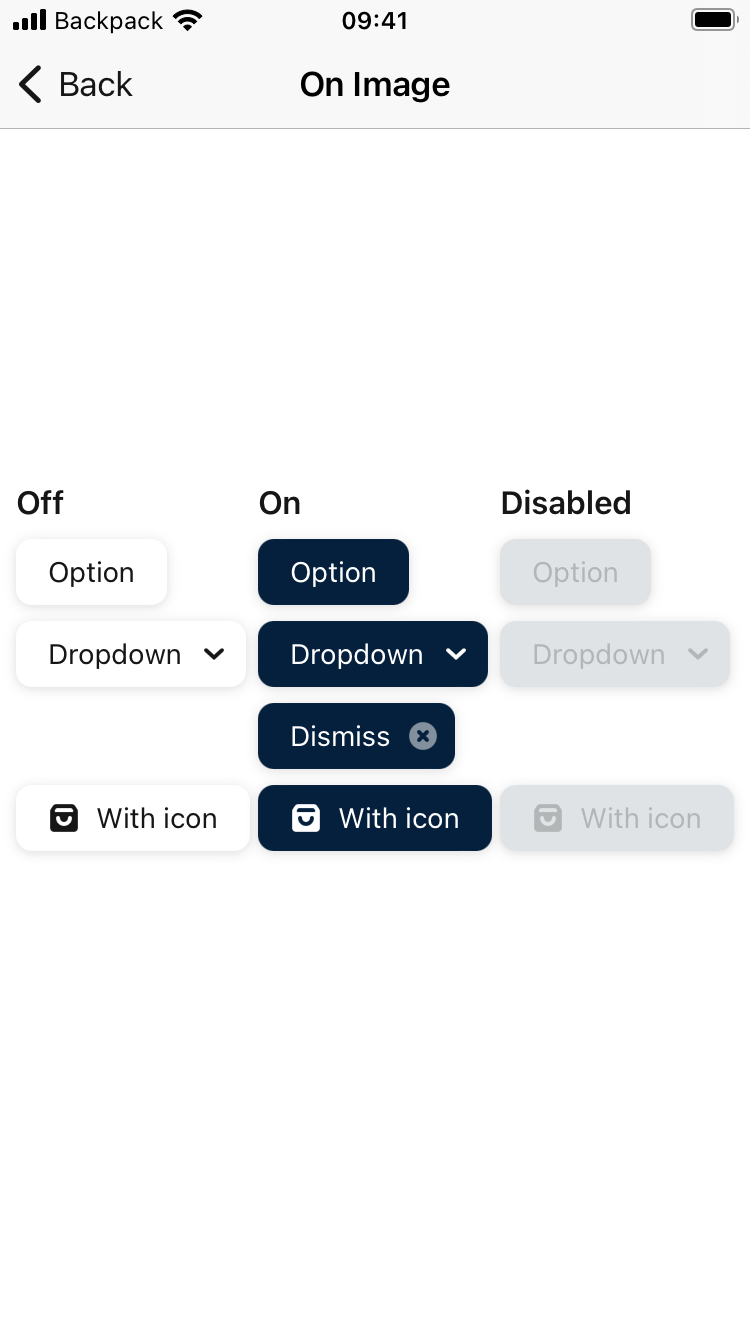 Backpack 09:41
Back On Image
Off On Disabled
Option Option Option
Dropdown Dropdown Dropdown
Dismiss
With icon With icon With icon